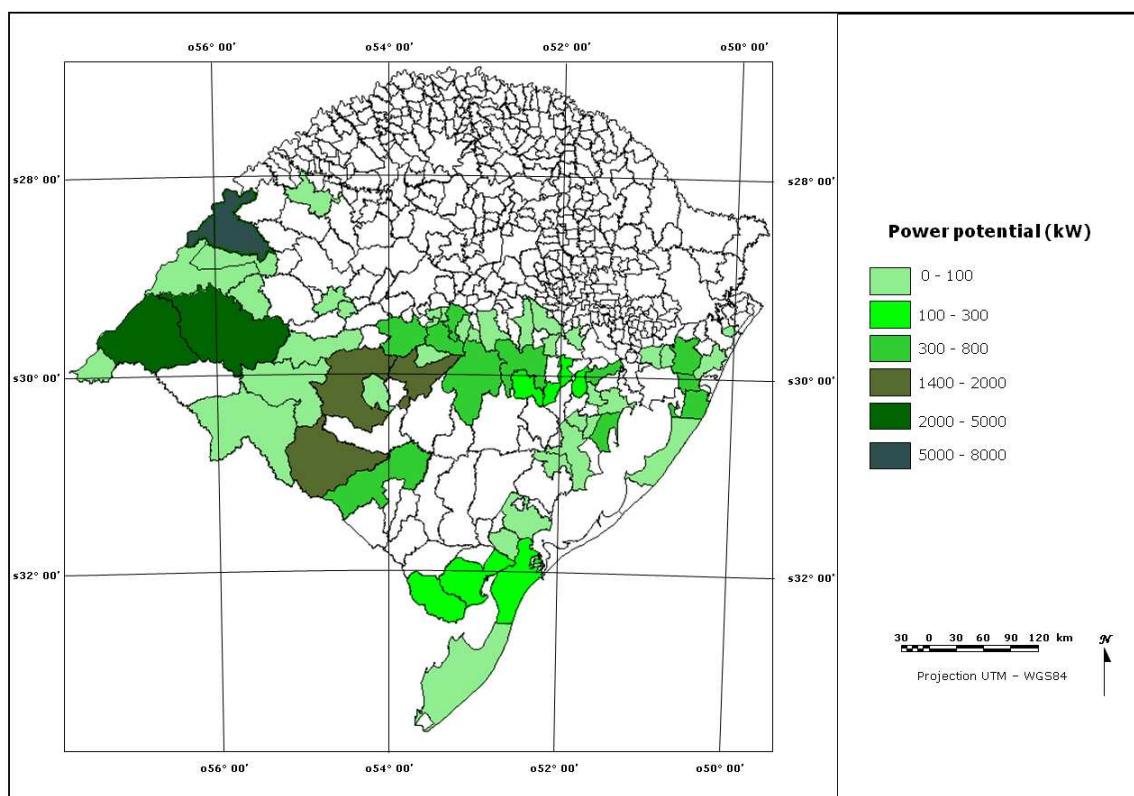 o56° 00′ o54° 00′ o52° 00′ o50° 00′
s28° 00′ s28° 00′
s30° 00′ s30° 00′
s32° 00′ s32° 00′
o56° 00′ o54° 00′ o52° 00′ o50° 00′
Power potential (kW)
0 - 100
100 - 300
300 - 800
1400 - 2000
2000 - 5000
5000 - 8000
30 0 30 60 90 120 km
N
Projection UTM - WGS84